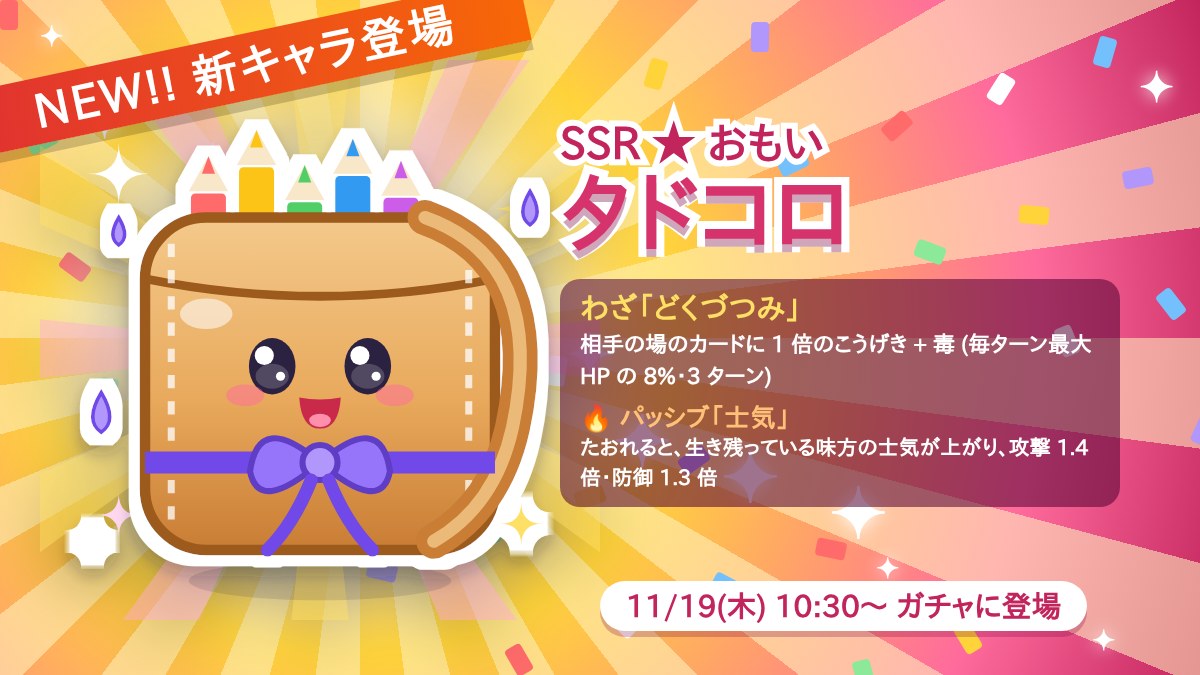 NEW!! 新キャラ登場
SSR★おもい
タドコロ
わざ「どくづつみ」
相手の場のカードに 1 倍のこうげき + 毒 (毎ターン最大
HP の 8%･3 ターン)
🔥 パッシブ「士気」
たおれると、生き残っている味方の士気が上がり、攻撃 1.4
倍･防御 1.3 倍
11/19(木) 10:30〜 ガチャに登場